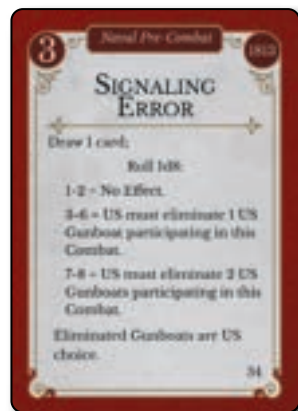 3
Naval Pre-Combat
1813
SIGNALING
ERROR
Draw 1 card;
Roll 1d8:
1-2 = No Effect.
3-6 = US must eliminate 1 US
Gunboat participating in this
Combat.
7-8 = US must eliminate 2 US
Gunboats participating in this
Combat.
Eliminated Gunboats are US
choice.
34